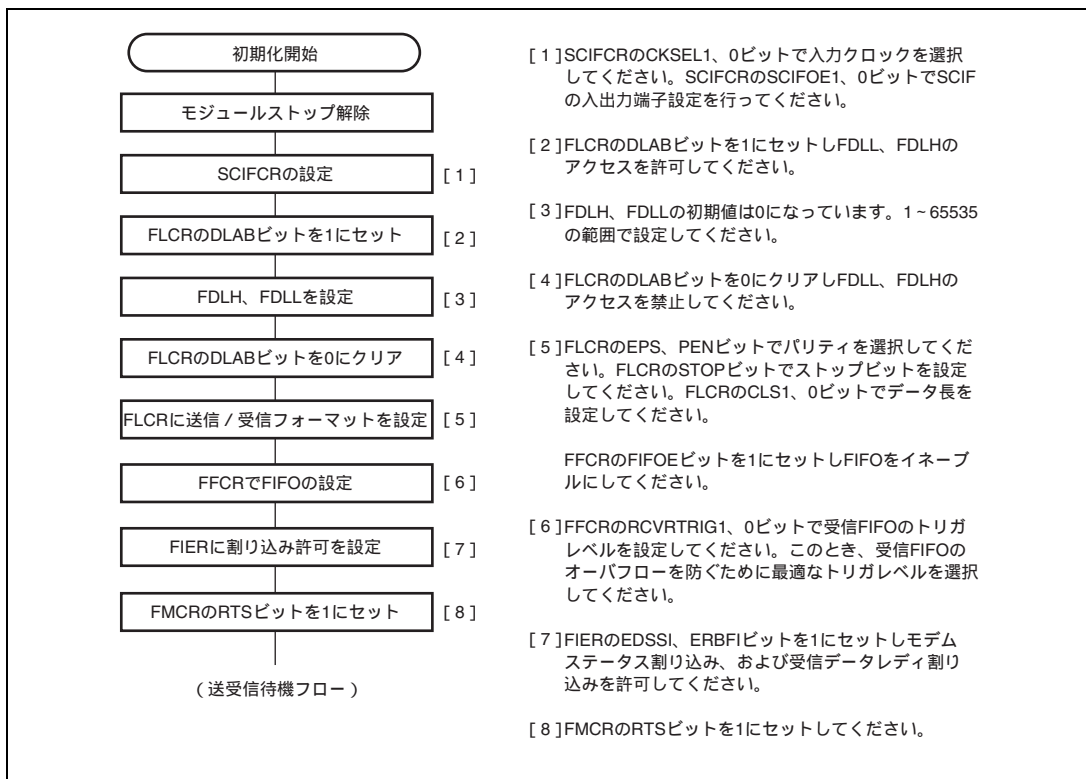 初期化開始
モジュールストップ解除
SCIFCRの設定
[1]
FLCRのDLABビットを1にセット
[2]
FDLH、FDLLを設定
[3]
FLCRのDLABビットを0にクリア
[4]
FLCRに送信/受信フォーマットを設定
[5]
FFCRでFIFOの設定
[6]
FIERに割り込み許可を設定
[7]
FMCRのRTSビットを1にセット
[8]
(送受信待機フロー)
[1]SCIFCRのCKSEL1、0ビットで入力クロックを選択
してください。SCIFCRのSCIFOE1、0ビットでSCIF
の入出力端子設定を行ってください。
[2]FLCRのDLABビットを1にセットしFDLL、FDLHの
アクセスを許可してください。
[3]FDLH、FDLLの初期値は0になっています。1~65535
の範囲で設定してください。
[4]FLCRのDLABビットを0にクリアしFDLL、FDLHの
アクセスを禁止してください。
[5]FLCRのEPS、PENビットでパリティを選択してくだ
さい。FLCRのSTOPビットでストップビットを設定
してください。FLCRのCLS1、0ビットでデータ長を
設定してください。
FFCRのFIFOEビットを1にセットしFIFOをイネーブ
ルにしてください。
[6]FFCRのRCVRTRIG1、0ビットで受信FIFOのトリガ
レベルを設定してください。このとき、受信FIFOの
オーバフローを防ぐために最適なトリガレベルを選択
してください。
[7]FIERのEDSSI、ERBFIビットを1にセットしモデム
ステータス割り込み、および受信データレディ割り
込みを許可してください。
[8]FMCRのRTSビットを1にセットしてください。